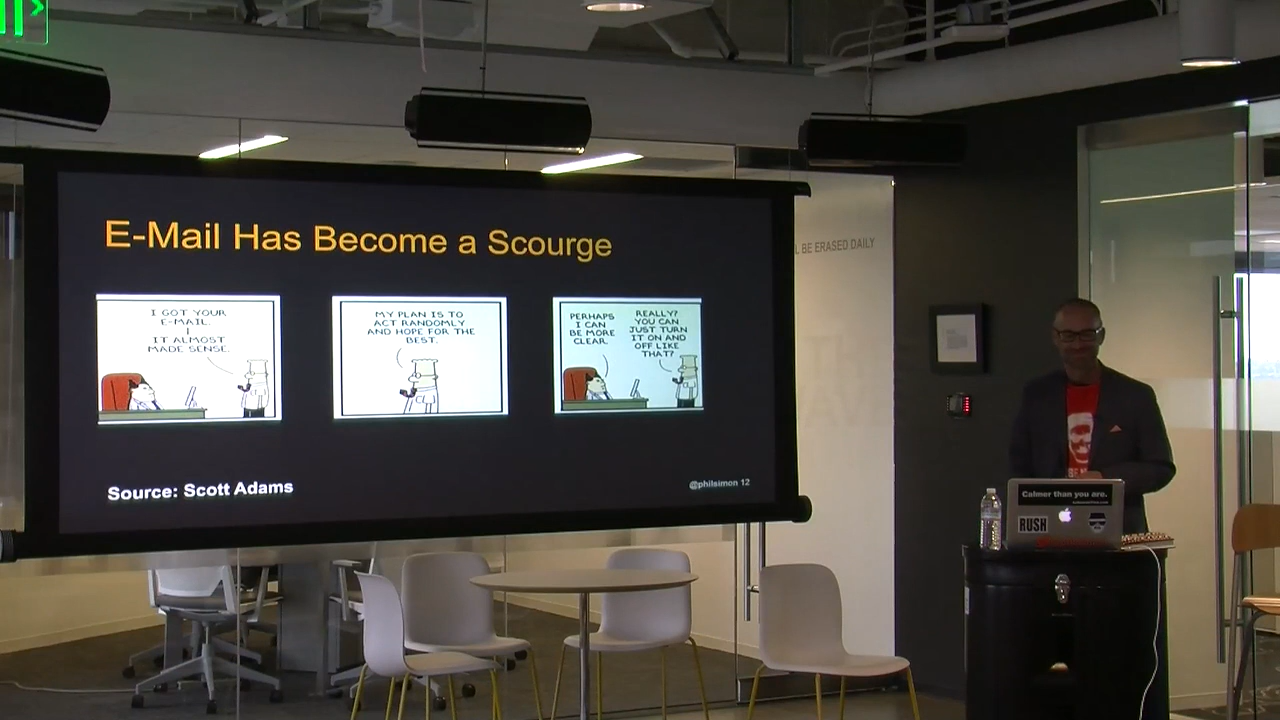 E-Mail Has Become a Scourge
I GOT YOUR
E-MAIL.
IT ALMOST
MADE SENSE.
MY PLAN IS TO
ACT RANDOMLY
AND HOPE FOR THE
BEST.
PERHAPS
I CAN
BE MORE
CLEAR.
REALLY?
YOU CAN
JUST TURN
IT ON AND
OFF LIKE
THAT?
Source: Scott Adams
@philsimon 12
BE ERASED DAILY
Calmer than you are.
RUSH